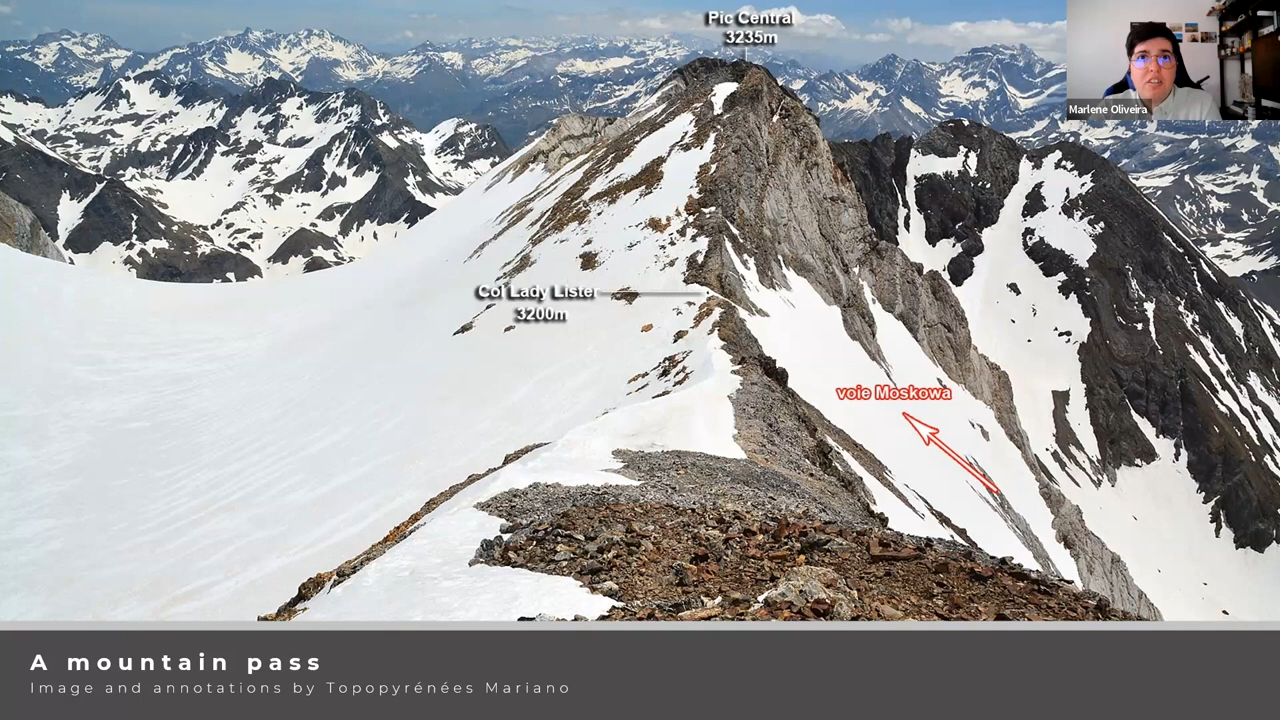 Pic Central
3235m
Marlene Oliveira
Col Lady Lister
3200m
voie Moskowa
A mountain pass
Image and annotations by Topopyrénées Mariano